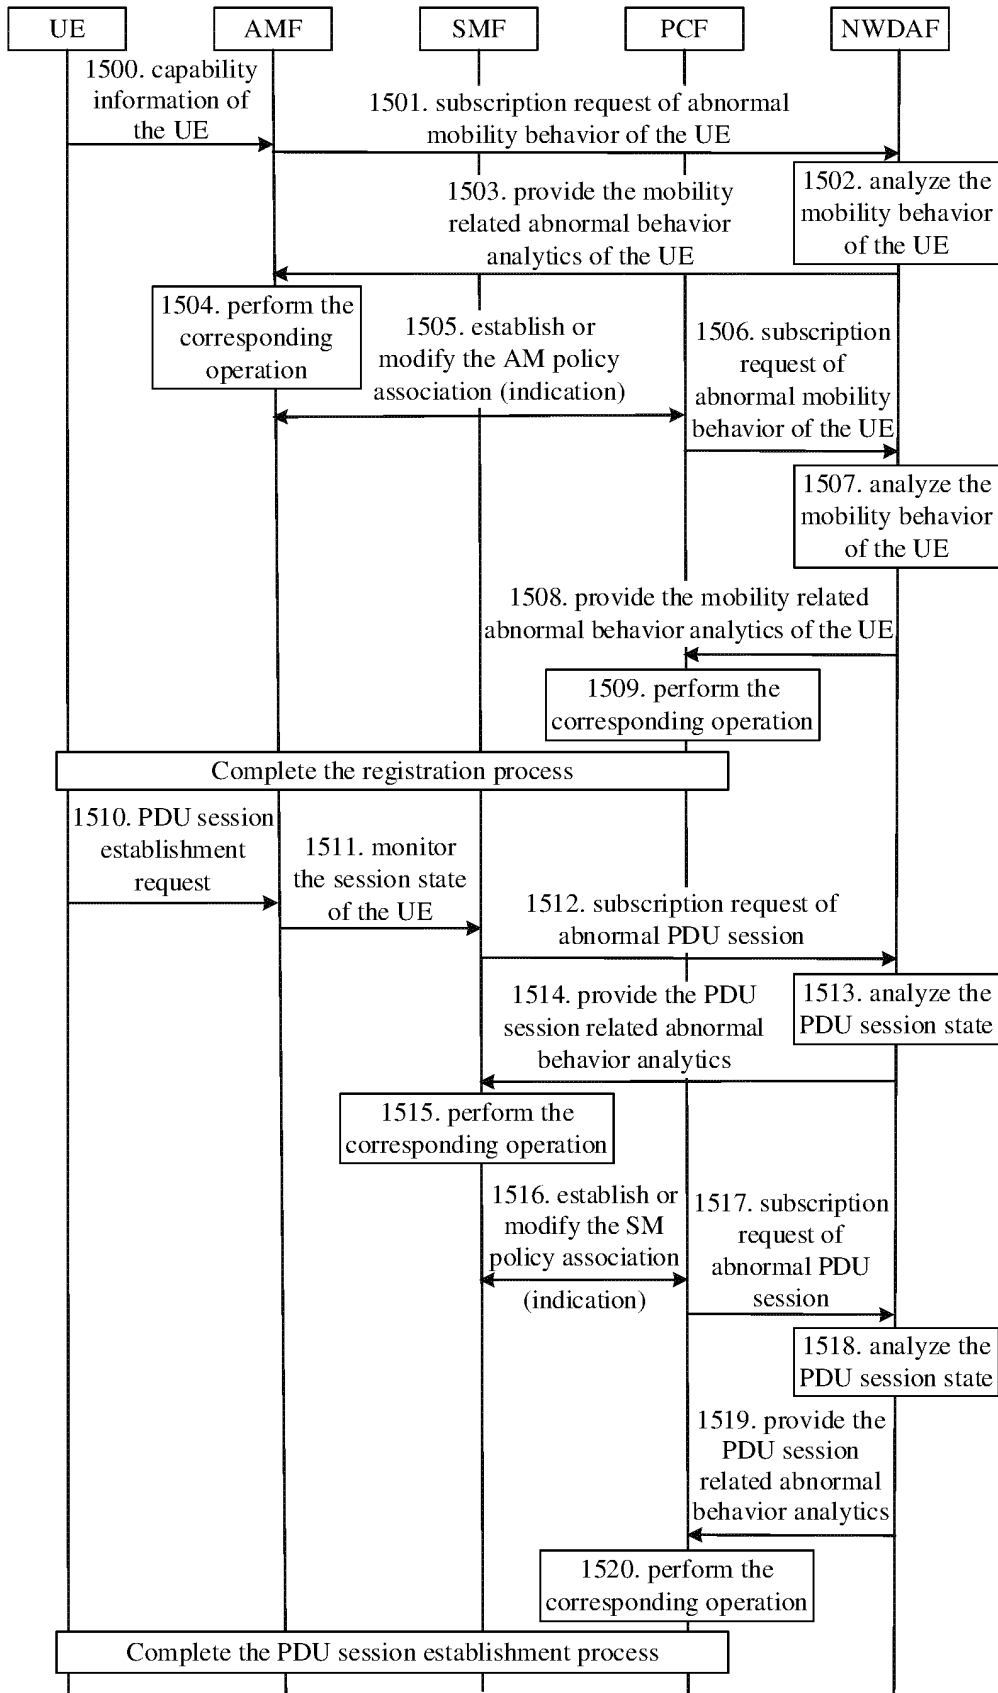 UE
AMF
SMF
PCF
NWDAF
1500. capability
information of
the UE
1501. subscription request of abnormal
mobility behavior of the UE
1502. analyze the
mobility behavior
of the UE
1503. provide the mobility
related abnormal behavior
analytics of the UE
1504. perform the
corresponding
operation
1505. establish or
modify the AM policy
association (indication)
1506. subscription
request of
abnormal mobility
behavior of the UE
1507. analyze the
mobility behavior
of the UE
1508. provide the mobility related
abnormal behavior analytics of the UE
1509. perform the
corresponding operation
Complete the registration process
1510. PDU session
establishment
request
1511. monitor
the session state
of the UE
1512. subscription request of
abnormal PDU session
1513. analyze the
PDU session state
1514. provide the PDU
session related abnormal
behavior analytics
1515. perform the
corresponding operation
1516. establish or
modify the SM
policy association
(indication)
1517. subscription
request of
abnormal PDU
session
1518. analyze the
PDU session state
1519. provide the
PDU session
related abnormal
behavior analytics
1520. perform the
corresponding operation
Complete the PDU session establishment process